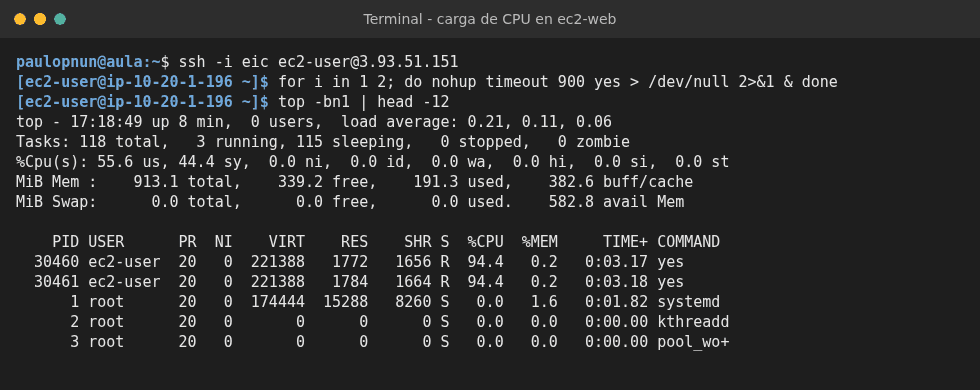 Terminal - carga de CPU en ec2-web
paulopnun@aula:~$ ssh -i eic ec2-user@3.93.51.151
[ec2-user@ip-10-20-1-196 ~]$ for i in 1 2; do nohup timeout 900 yes > /dev/null 2>&1 & done
[ec2-user@ip-10-20-1-196 ~]$ top -bn1 | head -12
top - 17:18:49 up 8 min,  0 users,  load average: 0.21, 0.11, 0.06
Tasks: 118 total,   3 running, 115 sleeping,   0 stopped,   0 zombie
%Cpu(s): 55.6 us, 44.4 sy,  0.0 ni,  0.0 id,  0.0 wa,  0.0 hi,  0.0 si,  0.0 st
MiB Mem :    913.1 total,    339.2 free,    191.3 used,    382.6 buff/cache
MiB Swap:      0.0 total,      0.0 free,      0.0 used.    582.8 avail Mem
    PID USER      PR  NI    VIRT    RES    SHR S  %CPU  %MEM     TIME+ COMMAND
  30460 ec2-user  20   0  221388   1772   1656 R  94.4   0.2   0:03.17 yes
  30461 ec2-user  20   0  221388   1784   1664 R  94.4   0.2   0:03.18 yes
      1 root      20   0  174444  15288   8260 S   0.0   1.6   0:01.82 systemd
      2 root      20   0       0      0      0 S   0.0   0.0   0:00.00 kthreadd
      3 root      20   0       0      0      0 S   0.0   0.0   0:00.00 pool_wo+